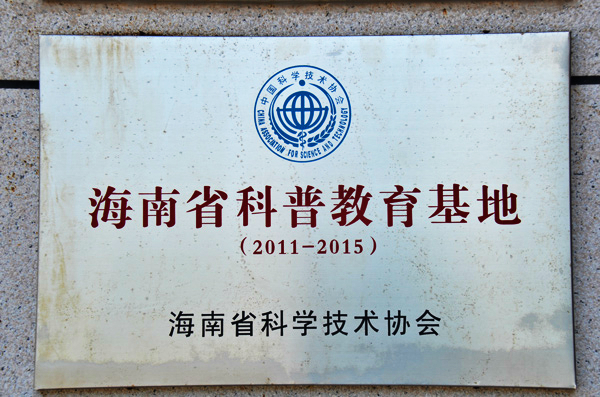 中国科学技术协会
CHINA ASSOCIATION FOR SCIENCE AND TECHNOLOGY
海南省科普教育基地
（2011-2015）
海南省科学技术协会